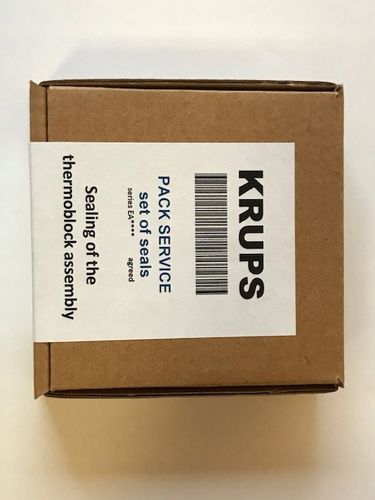 KRUPS
PACK SERVICE
set of seals
series EA**** agreed
Sealing of the
thermoblock assembly